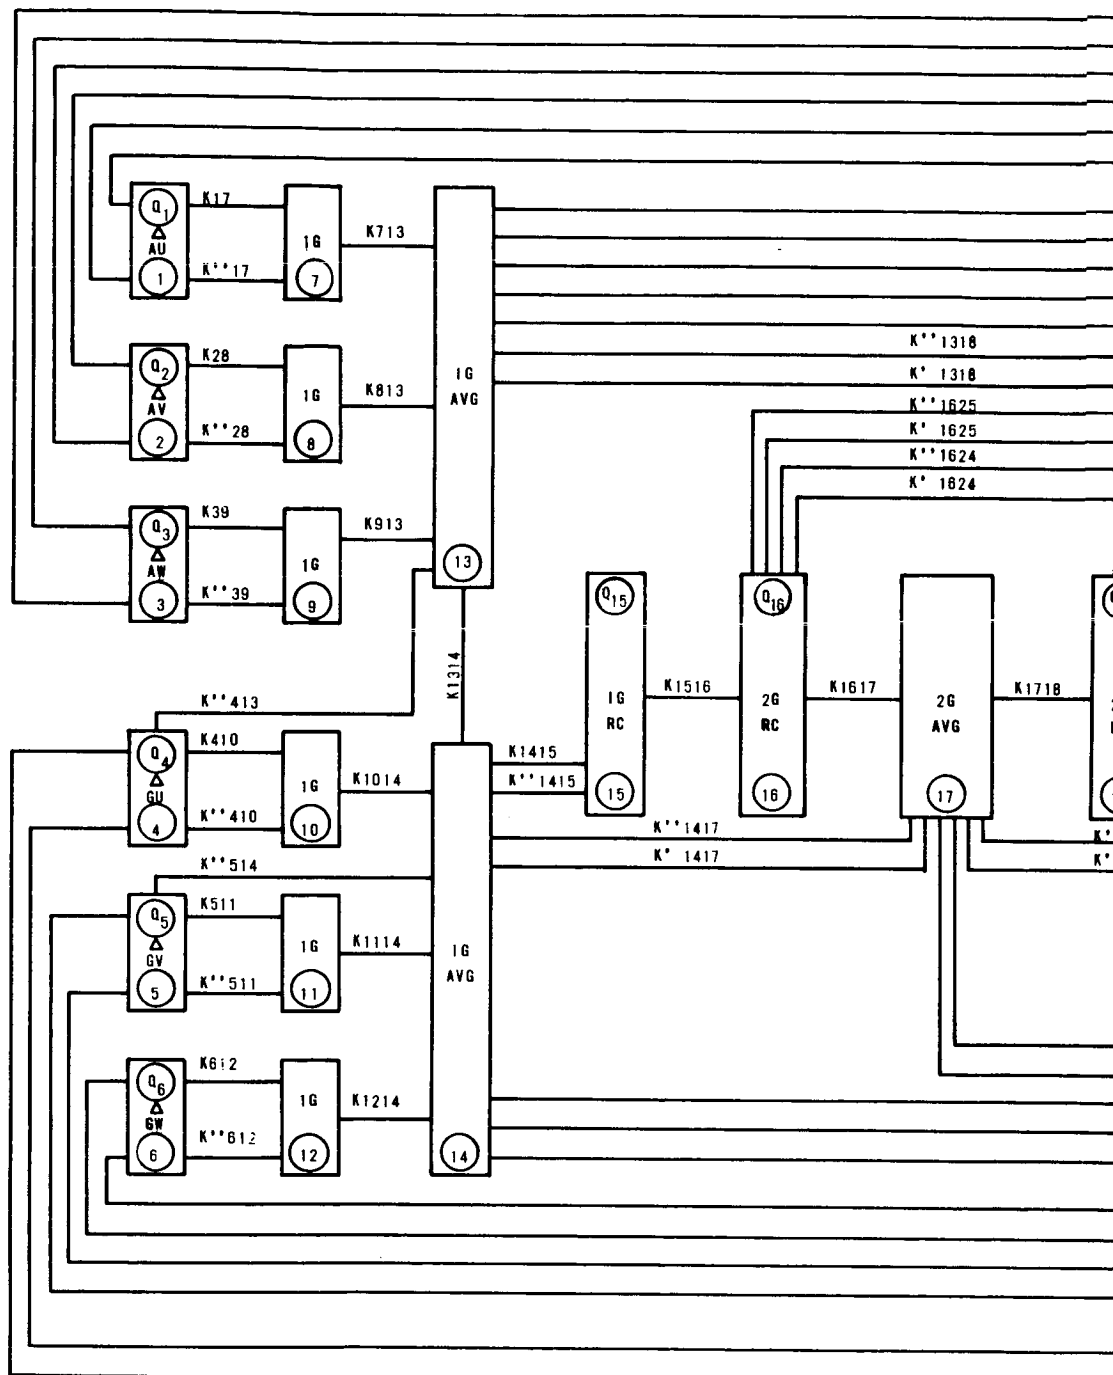 Q1
AU
1
K17
K''17
1G
7
K713
Q2
AV
2
K28
K''28
1G
8
K813
Q3
AW
3
K39
K''39
1G
9
K913
1G
AVG
13
K''1318
K' 1318
K''1625
K' 1625
K''1624
K' 1624
K1314
K''413
Q4
GU
4
K410
K''410
1G
10
K1014
K''514
Q5
GV
5
K511
K''511
1G
11
K1114
Q6
GW
6
K612
K''612
1G
12
K1214
1G
AVG
14
K1415
K''1415
K''1417
K' 1417
Q15
1G
RC
15
K1516
Q16
2G
RC
16
K1617
2G
AVG
17
K1718